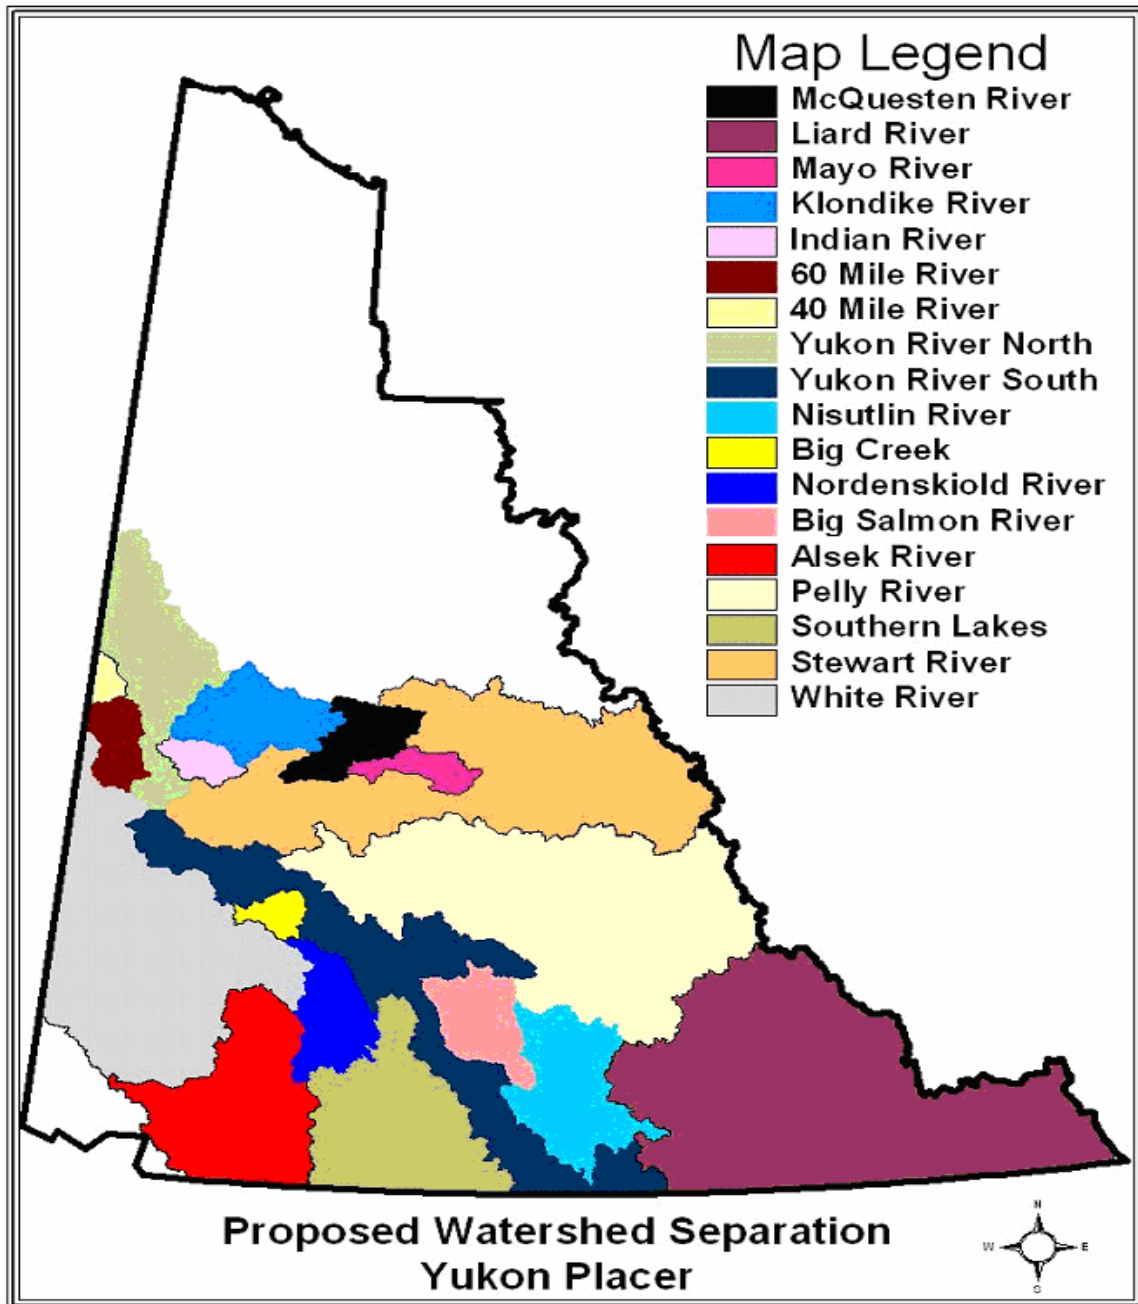 Map Legend
McQuesten River
Liard River
Mayo River
Klondike River
Indian River
60 Mile River
40 Mile River
Yukon River North
Yukon River South
Nisutlin River
Big Creek
Nordenskiold River
Big Salmon River
Alsek River
Pelly River
Southern Lakes
Stewart River
White River
Proposed Watershed Separation
Yukon Placer
N
W E
S